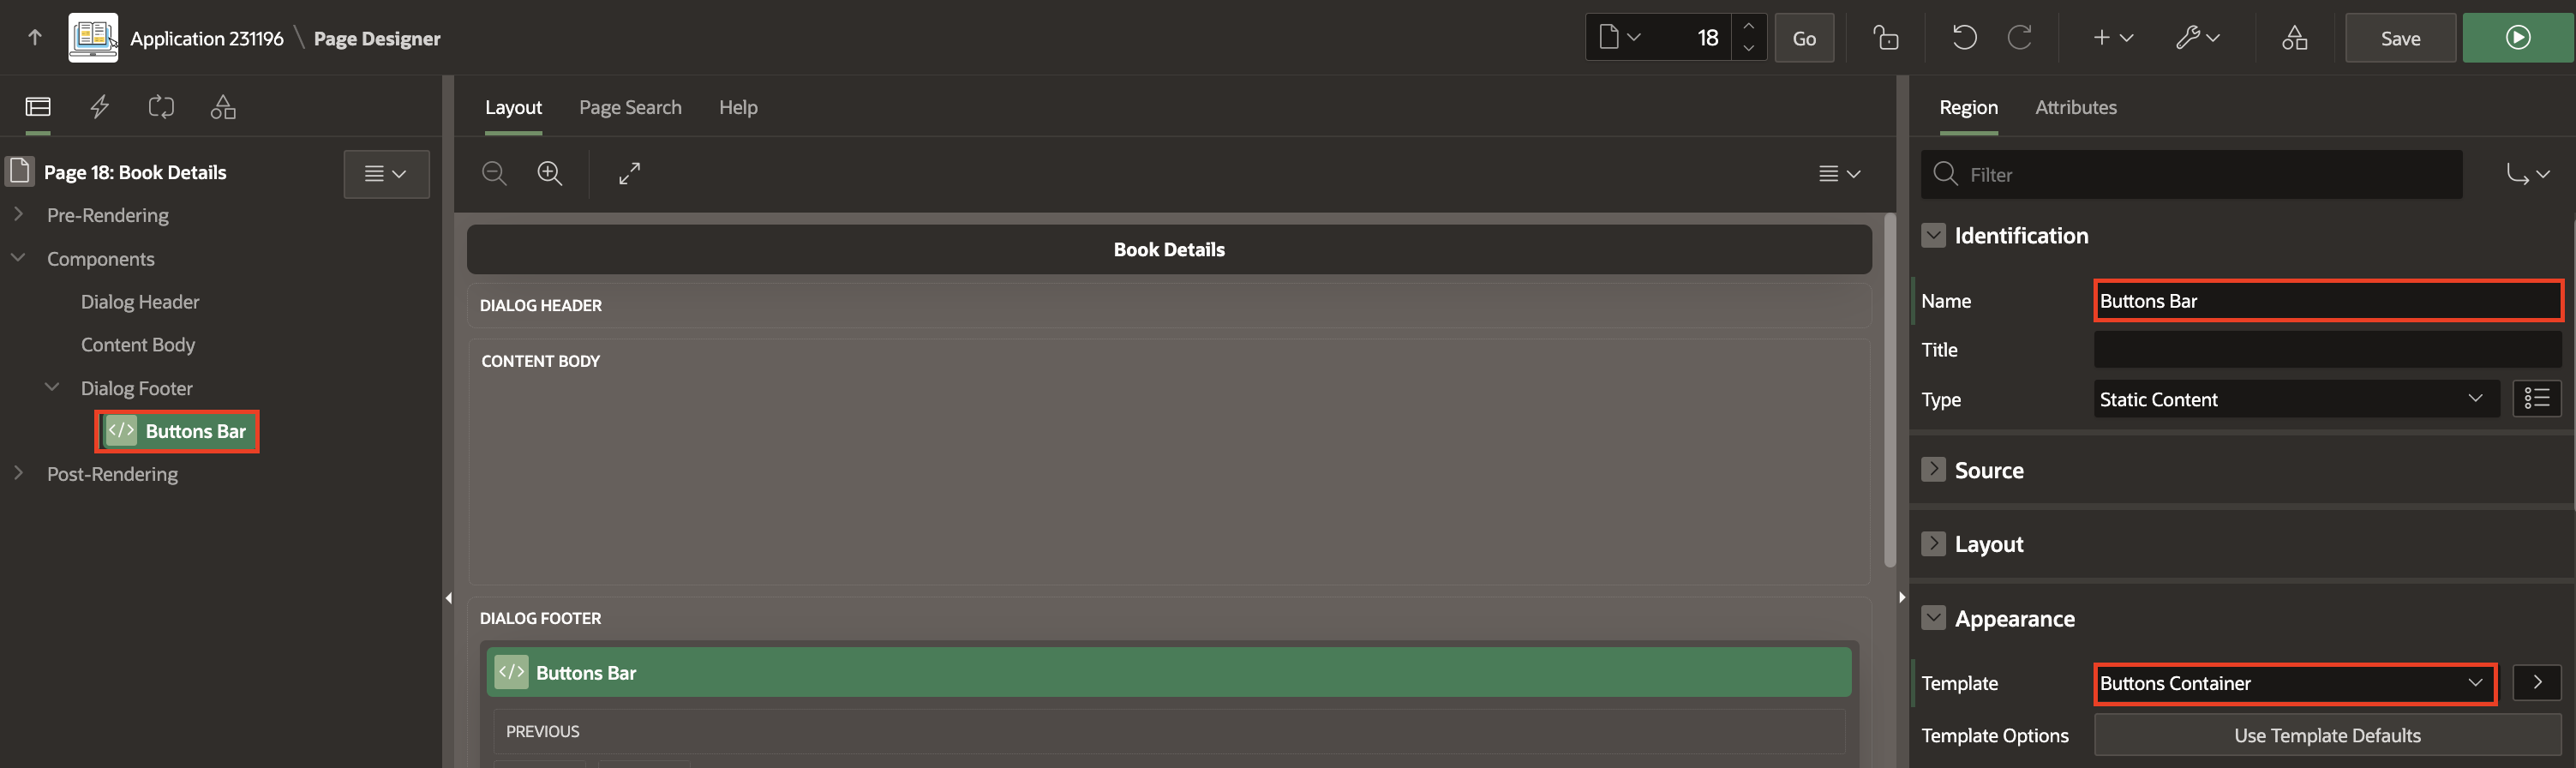 Application 231196 \ Page Designer
18
Go
Save
Layout
Page Search
Help
Region
Attributes
Page 18: Book Details
Pre-Rendering
Components
Dialog Header
Content Body
Dialog Footer
</> Buttons Bar
Post-Rendering
Book Details
DIALOG HEADER
CONTENT BODY
DIALOG FOOTER
</> Buttons Bar
PREVIOUS
Filter
Identification
Name
Buttons Bar
Title
Type
Static Content
Source
Layout
Appearance
Template
Buttons Container
Template Options
Use Template Defaults